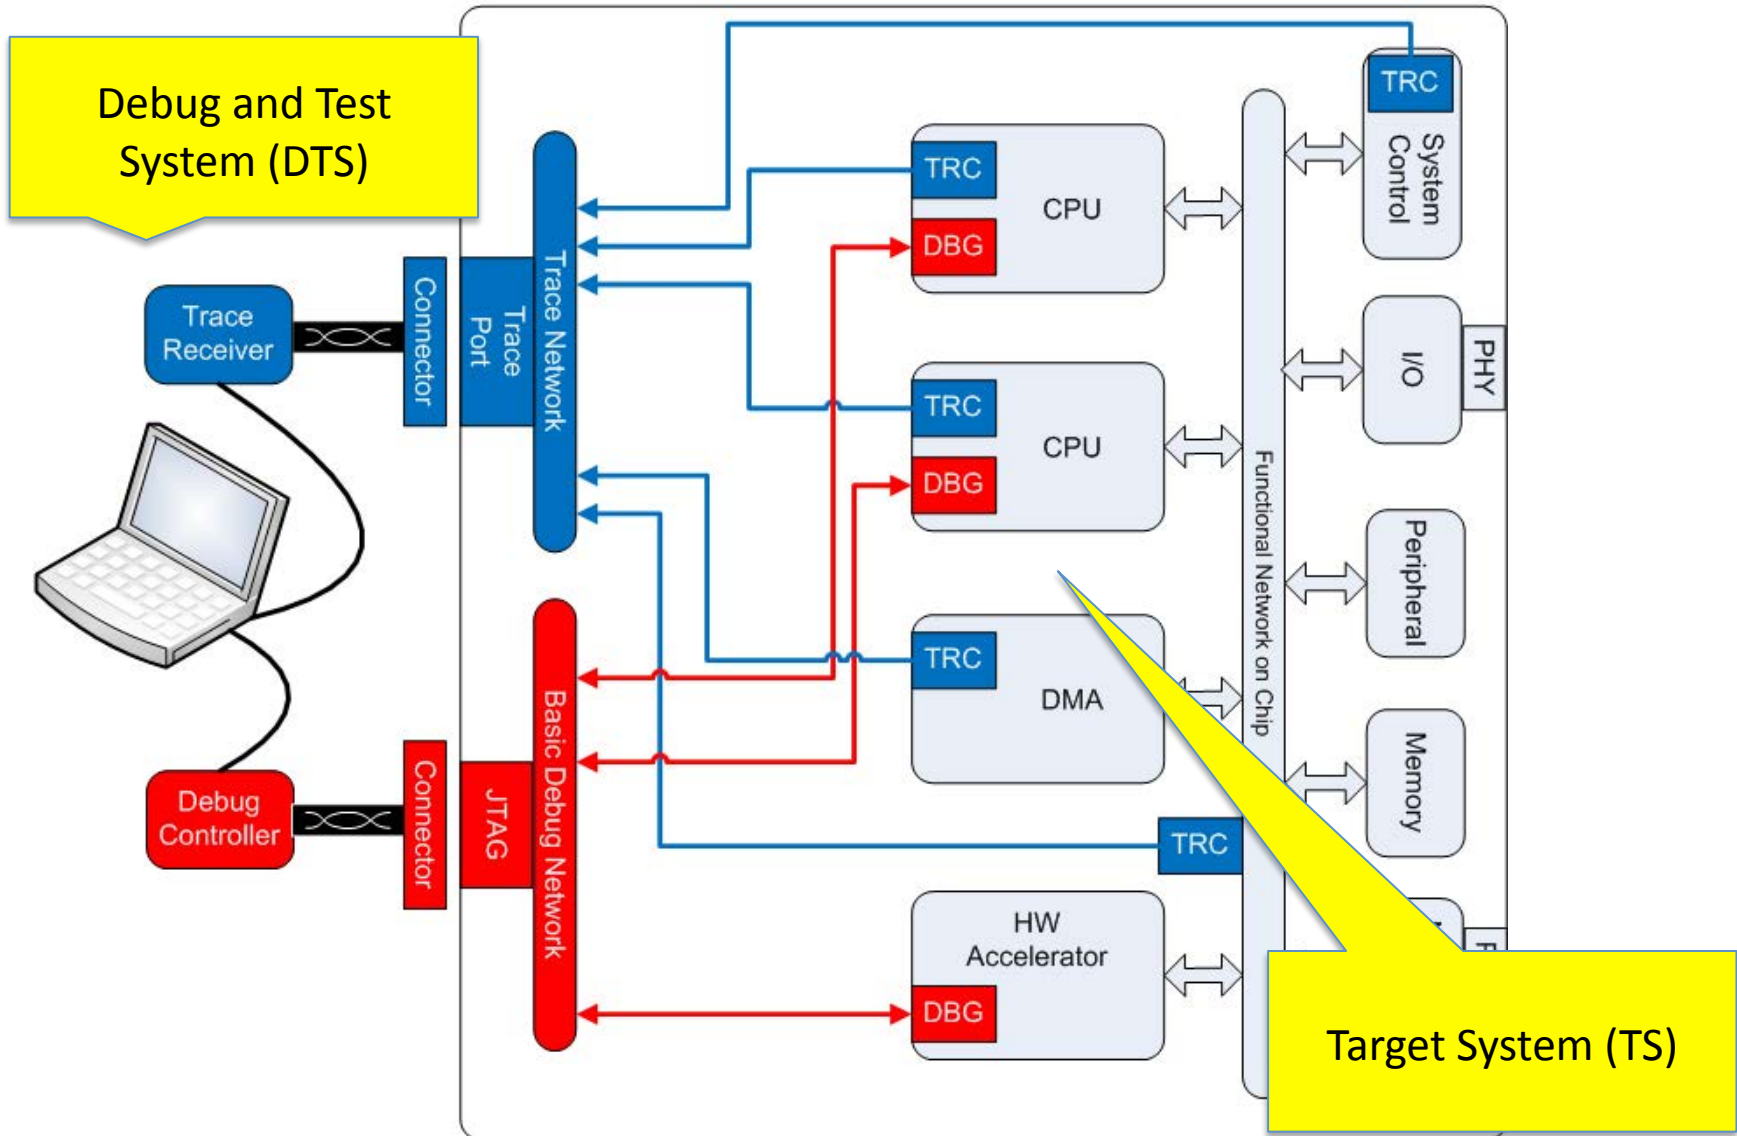 Debug and Test
System (DTS)
Trace
Receiver
Connector
Trace
Port
Trace Network
Debug
Controller
Connector
JTAG
Basic Debug Network
TRC
DBG
CPU
TRC
DBG
CPU
TRC
DMA
TRC
HW
Accelerator
DBG
Functional Network on Chip
TRC
System
Control
I/O
PHY
Peripheral
Memory
Target System (TS)